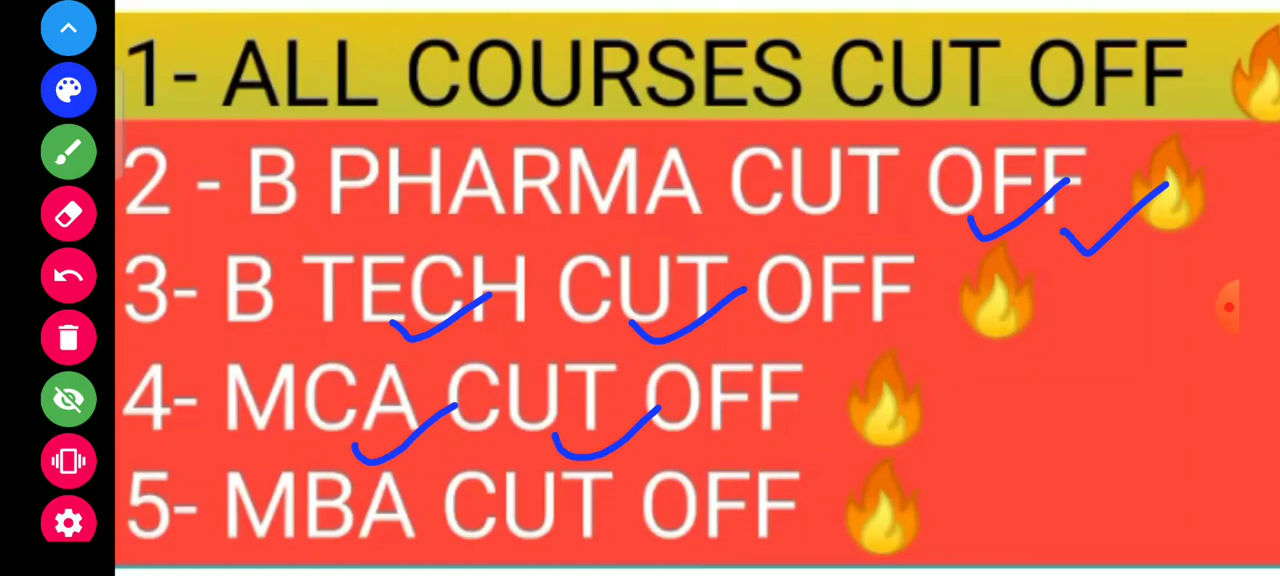 1- ALL COURSES CUT OFF 🔥
2 - B PHARMA CUT OFF 🔥
3- B TECH CUT OFF 🔥
4- MCA CUT OFF 🔥
5- MBA CUT OFF 🔥